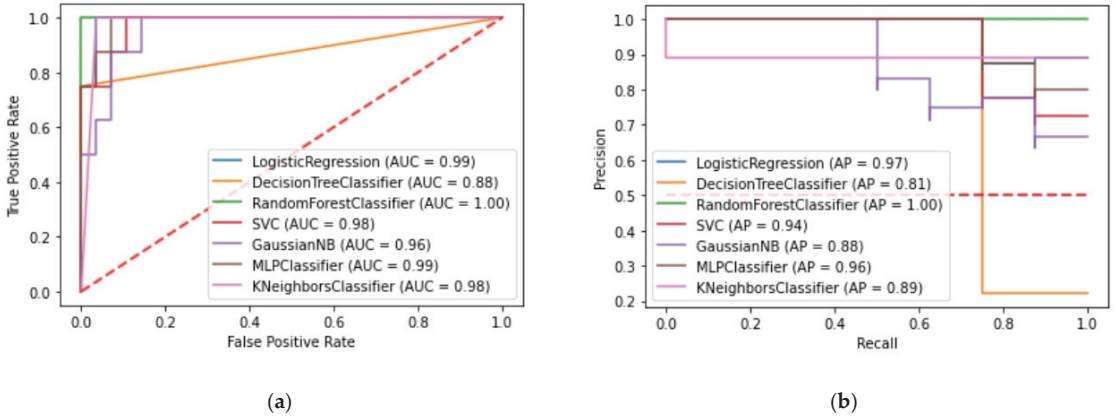 1.0
0.8
0.6
0.4
0.2
0.0
True Positive Rate
LogisticRegression (AUC = 0.99)
DecisionTreeClassifier (AUC = 0.88)
RandomForestClassifier (AUC = 1.00)
SVC (AUC = 0.98)
GaussianNB (AUC = 0.96)
MLPClassifier (AUC = 0.99)
KNeighborsClassifier (AUC = 0.98)
0.0 0.2 0.4 0.6 0.8 1.0
False Positive Rate
(a)
1.0
0.9
0.8
0.7
0.6
0.5
0.4
0.3
0.2
Precision
LogisticRegression (AP = 0.97)
DecisionTreeClassifier (AP = 0.81)
RandomForestClassifier (AP = 1.00)
SVC (AP = 0.94)
GaussianNB (AP = 0.88)
MLPClassifier (AP = 0.96)
KNeighborsClassifier (AP = 0.89)
0.0 0.2 0.4 0.6 0.8 1.0
Recall
(b)